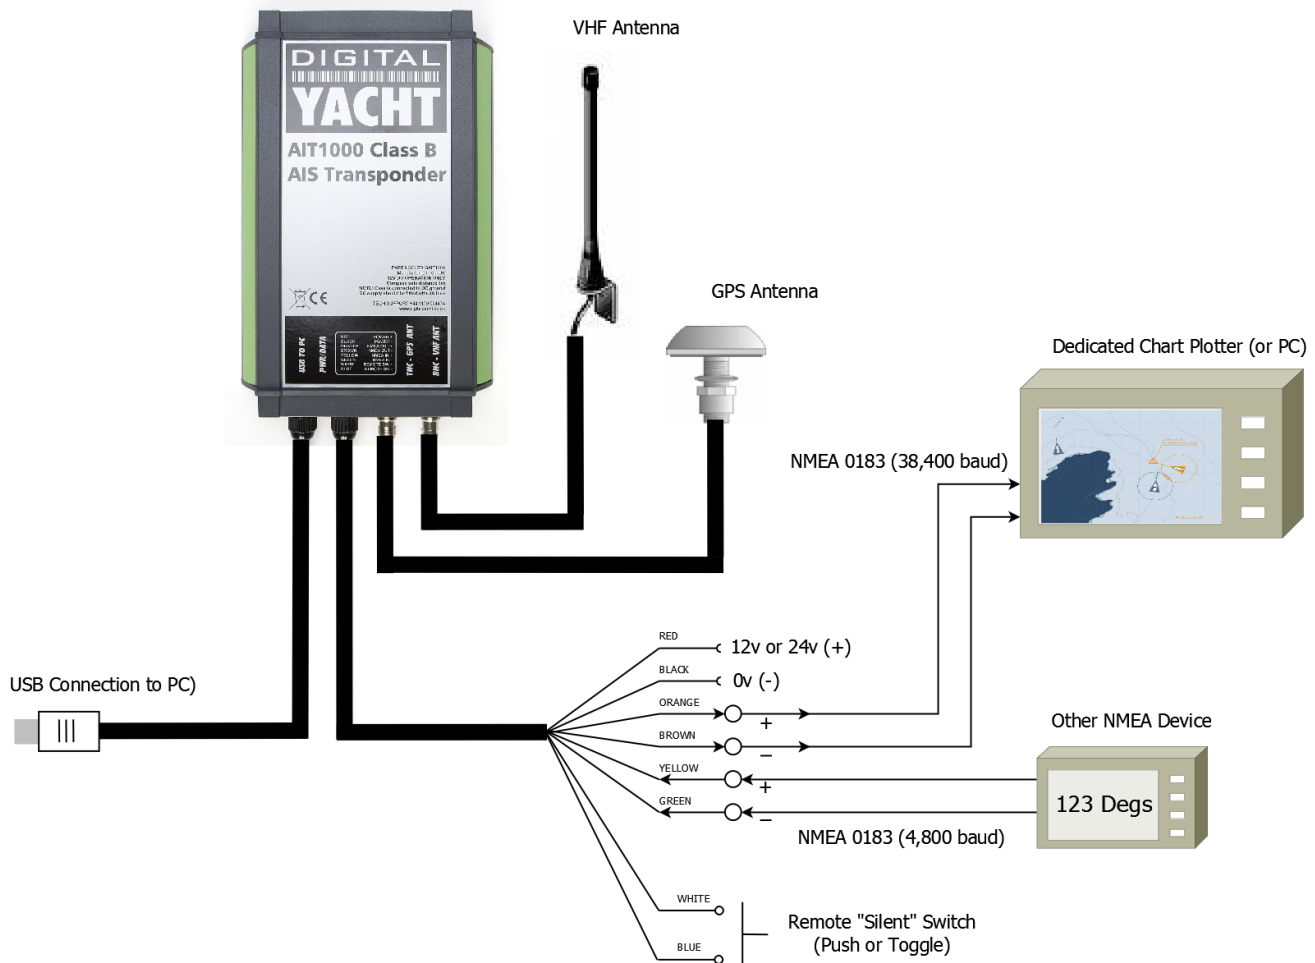 VHF Antenna
DIGITAL
YACHT
AIT1000 Class B
AIS Transponder
USB TO PC
PWR/DATA
TNC - GPS ANT
BNC - VHF ANT
GPS Antenna
Dedicated Chart Plotter (or PC)
NMEA 0183 (38,400 baud)
RED
12v or 24v (+)
BLACK
0v (-)
ORANGE
+
BROWN
–
YELLOW
+
GREEN
–
USB Connection to PC)
Other NMEA Device
123 Degs
NMEA 0183 (4,800 baud)
WHITE
BLUE
Remote "Silent" Switch
(Push or Toggle)